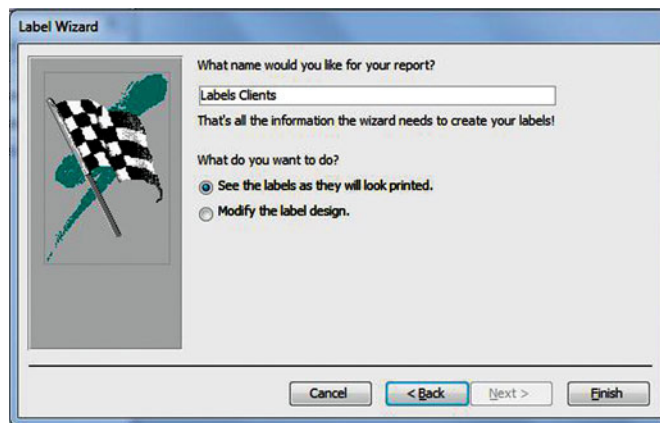 Label Wizard
What name would you like for your report?
Labels Clients
That's all the information the wizard needs to create your labels!
What do you want to do?
See the labels as they will look printed.
Modify the label design.
Cancel
< Back
Next >
Finish